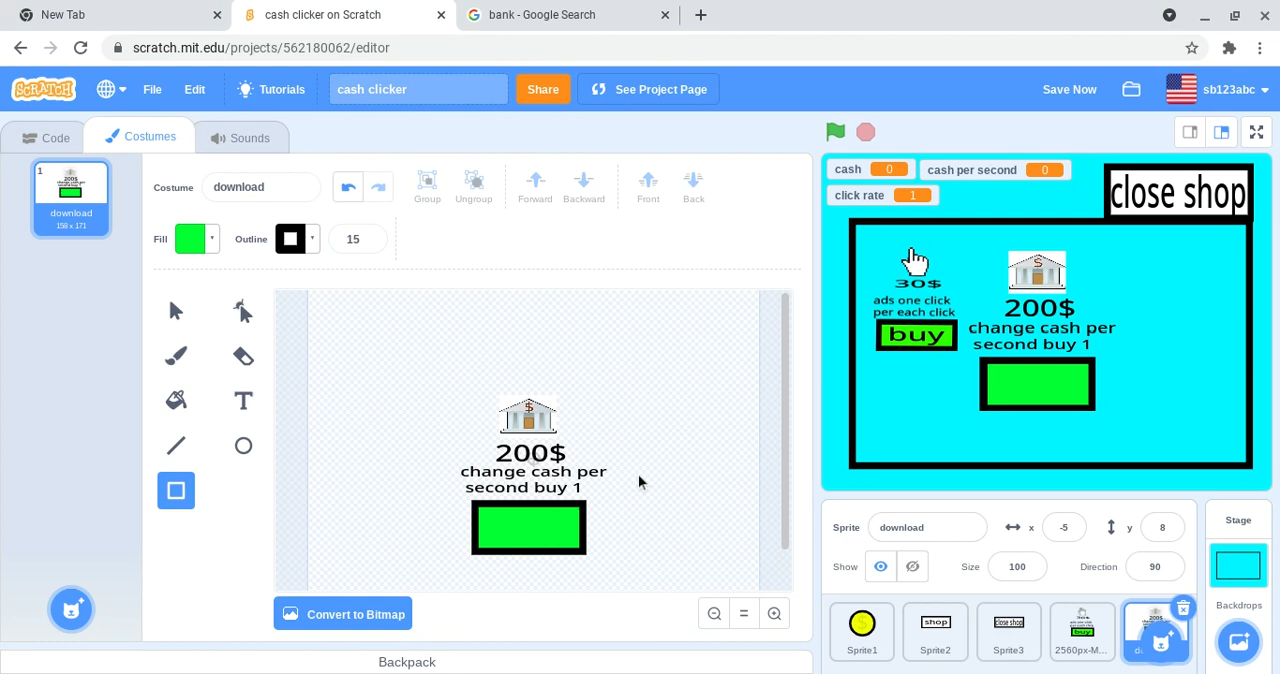 New Tab
cash clicker on Scratch
bank - Google Search
scratch.mit.edu/projects/562180062/editor
SCRATCH
File
Edit
Tutorials
cash clicker
Share
See Project Page
Save Now
sb123abc
Code
Costumes
Sounds
1
download
158 x 171
Costume
download
Group
Ungroup
Forward
Backward
Front
Back
Fill
Outline
15
$
200$
change cash per
second buy 1
Convert to Bitmap
Backpack
cash 0
cash per second 0
click rate 1
close shop
30$
ads one click
per each click
buy
$
200$
change cash per
second buy 1
Sprite
download
x
-5
y
8
Show
Size
100
Direction
90
Stage
Backdrops
$
Sprite1
shop
Sprite2
close shop
Sprite3
buy
2560px-M...
200$